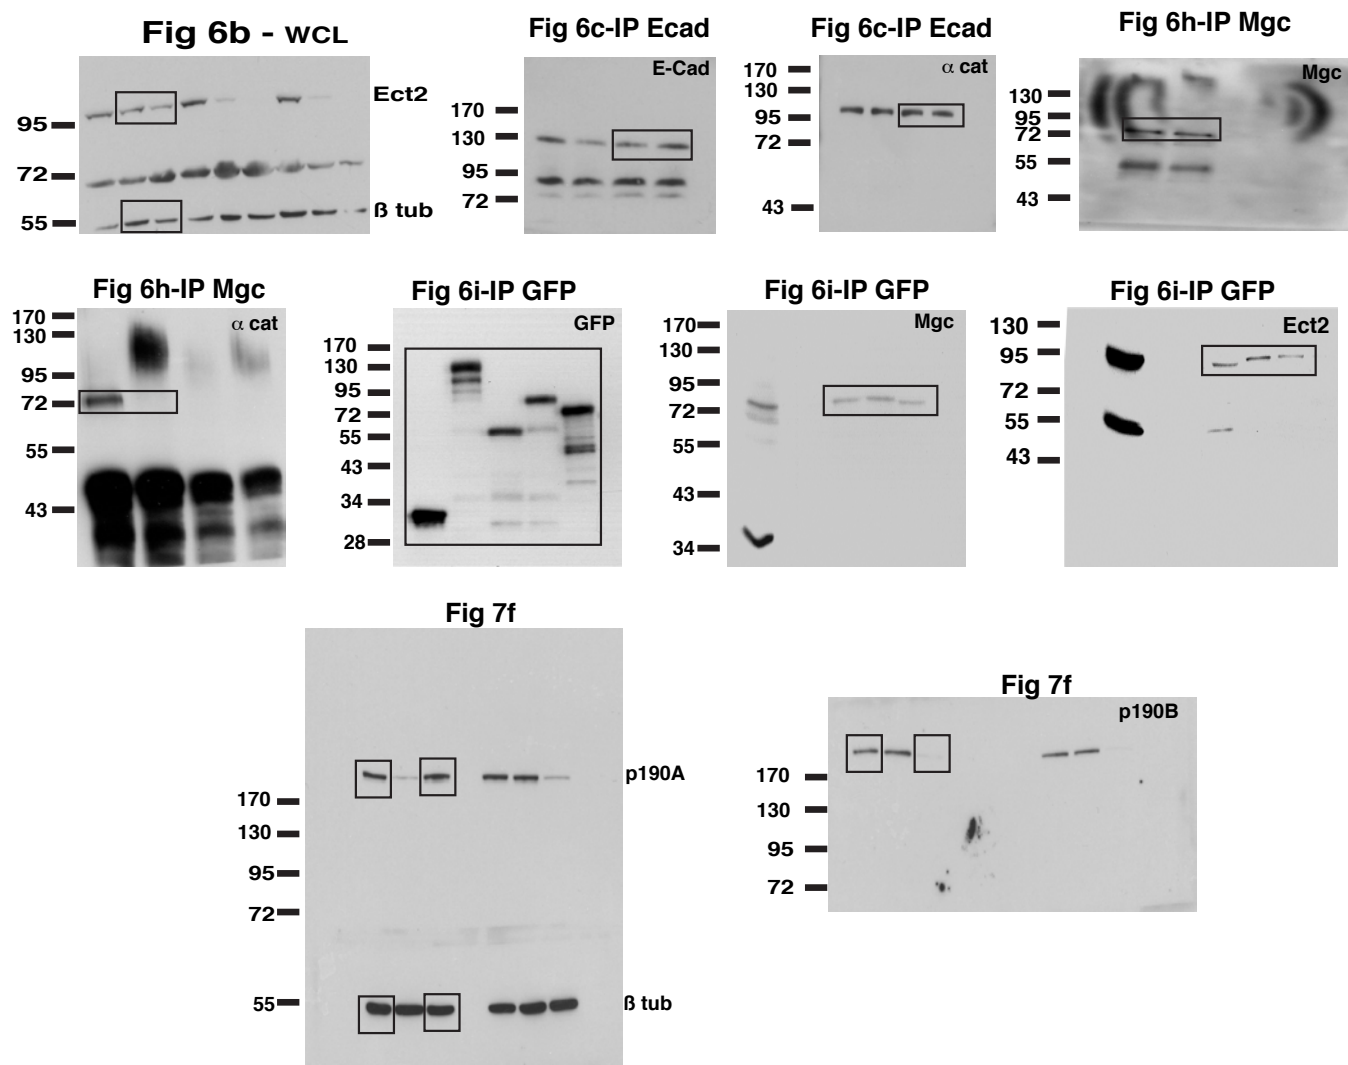 Fig 6b - WCL
Ect2
95
72
55
ß tub
Fig 6c-IP Ecad
E-Cad
170
130
95
72
Fig 6c-IP Ecad
α cat
170
130
95
72
43
Fig 6h-IP Mgc
Mgc
130
95
72
55
43
Fig 6h-IP Mgc
α cat
170
130
95
72
55
43
Fig 6i-IP GFP
GFP
170
130
95
72
55
43
34
28
Fig 6i-IP GFP
Mgc
170
130
95
72
55
43
34
Fig 6i-IP GFP
Ect2
130
95
72
55
43
Fig 7f
p190A
170
130
95
72
55
ß tub
Fig 7f
p190B
170
130
95
72